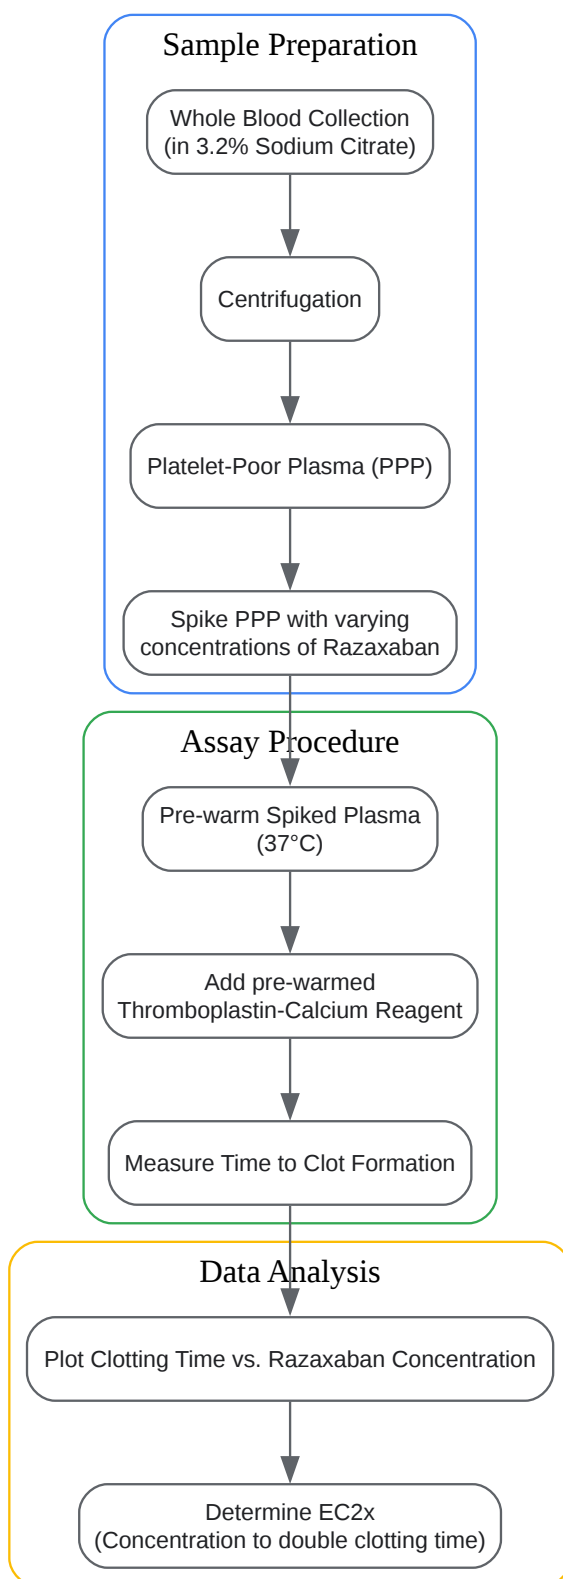 Sample Preparation
Whole Blood Collection
(in 3.2% Sodium Citrate)
Centrifugation
Platelet-Poor Plasma (PPP)
Spike PPP with varying
concentrations of Razaxaban
Assay Procedure
Pre-warm Spiked Plasma
(37°C)
Add pre-warmed
Thromboplastin-Calcium Reagent
Measure Time to Clot Formation
Data Analysis
Plot Clotting Time vs. Razaxaban Concentration
Determine EC2x
(Concentration to double clotting time)